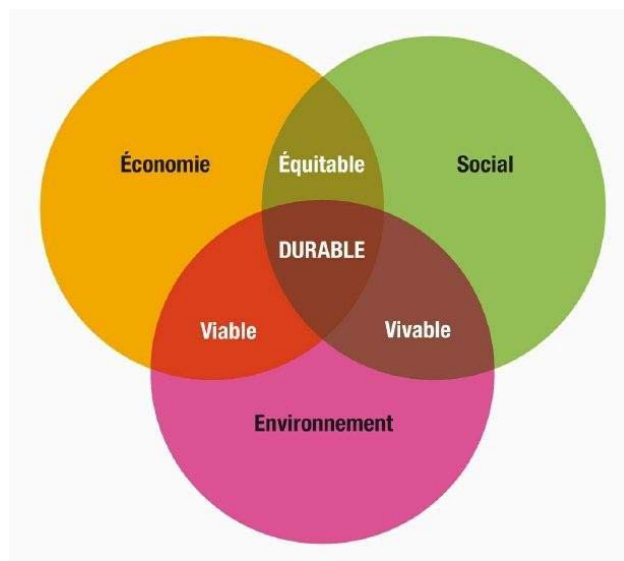 Économie
Équitable
Social
DURABLE
Viable
Vivable
Environnement